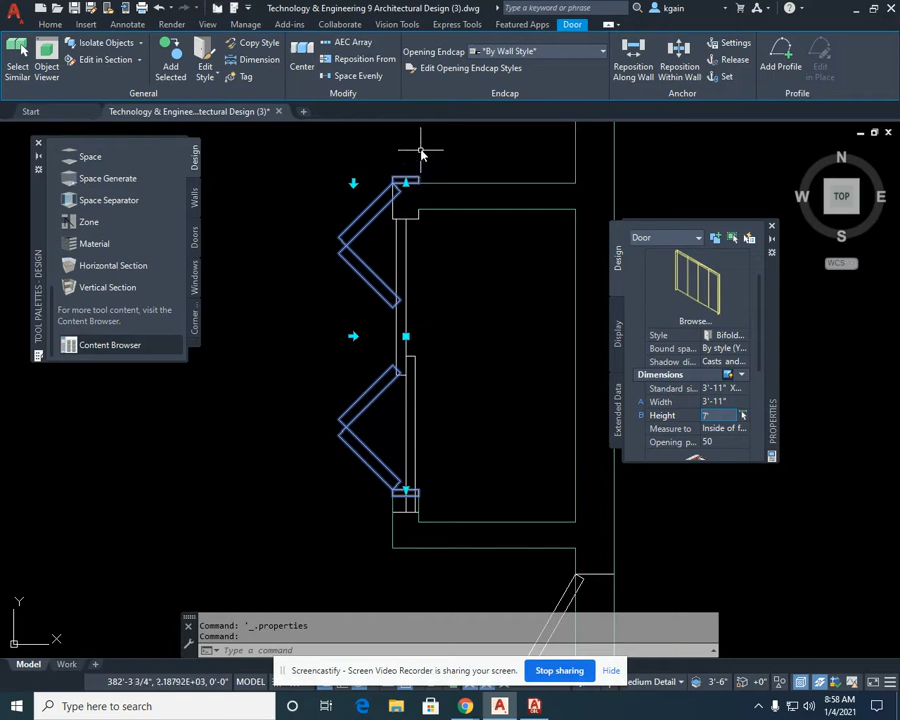 Technology & Engineering 9 Architectural Design (3).dwg
Type a keyword or phrase
kgain
Home
Insert
Annotate
Render
View
Manage
Add-ins
Collaborate
Vision Tools
Express Tools
Featured Apps
Door
Select Similar
Object Viewer
Isolate Objects
Edit in Section
Add Selected
Edit Style
Copy Style
Dimension
Tag
General
Center
AEC Array
Reposition From
Space Evenly
Modify
Opening Endcap
*By Wall Style*
Edit Opening Endcap Styles
Endcap
Reposition Along Wall
Reposition Within Wall
Settings
Release
Set
Anchor
Add Profile
Edit in Place
Profile
Start
Technology & Enginee...tectural Design (3)*
Space
Space Generate
Space Separator
Zone
Material
Horizontal Section
Vertical Section
For more tool content, visit the Content Browser.
Content Browser
Design
Walls
Doors
Windows
Corner ..
TOOL PALETTES - DESIGN
N
W
TOP
E
S
WCS
Door
Browse...
Style
Bifold...
Bound spa...
By style (Y...
Shadow di...
Casts and...
Dimensions
Standard si...
3'-11" X...
A Width
3'-11"
B Height
7'
Measure to
Inside of f...
Opening p...
50
Design
Display
Extended Data
PROPERTIES
Y
X
Command: '_.properties
Command:
Type a command
Model
Work
Screencastify - Screen Video Recorder is sharing your screen.
Stop sharing
Hide
382'-3 3/4", 2.18792E+03, 0'-0"
MODEL
Medium Detail
3'-6"
+0"
Type here to search
8:58 AM
1/4/2021